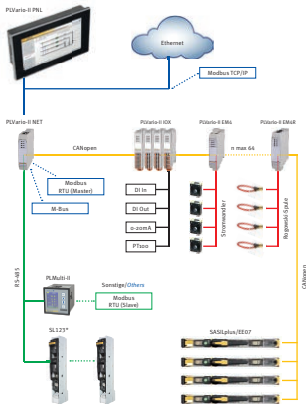 PLVario-II PNL
Ethernet
Modbus TCP/IP
PLVario-II NET
PLVario-II IOX
PLVario-II EM6
PLVario-II EM6R
CANopen
n max 64
Modbus
RTU (Master)
M-Bus
DI In
DI Out
0-20mA
PT100
Stromwandler
Rogowski-Spule
CANopen
RS-485
PLMulti-II
Sonstige/Others
Modbus
RTU (Slave)
SL123*
SASILplus/EE07